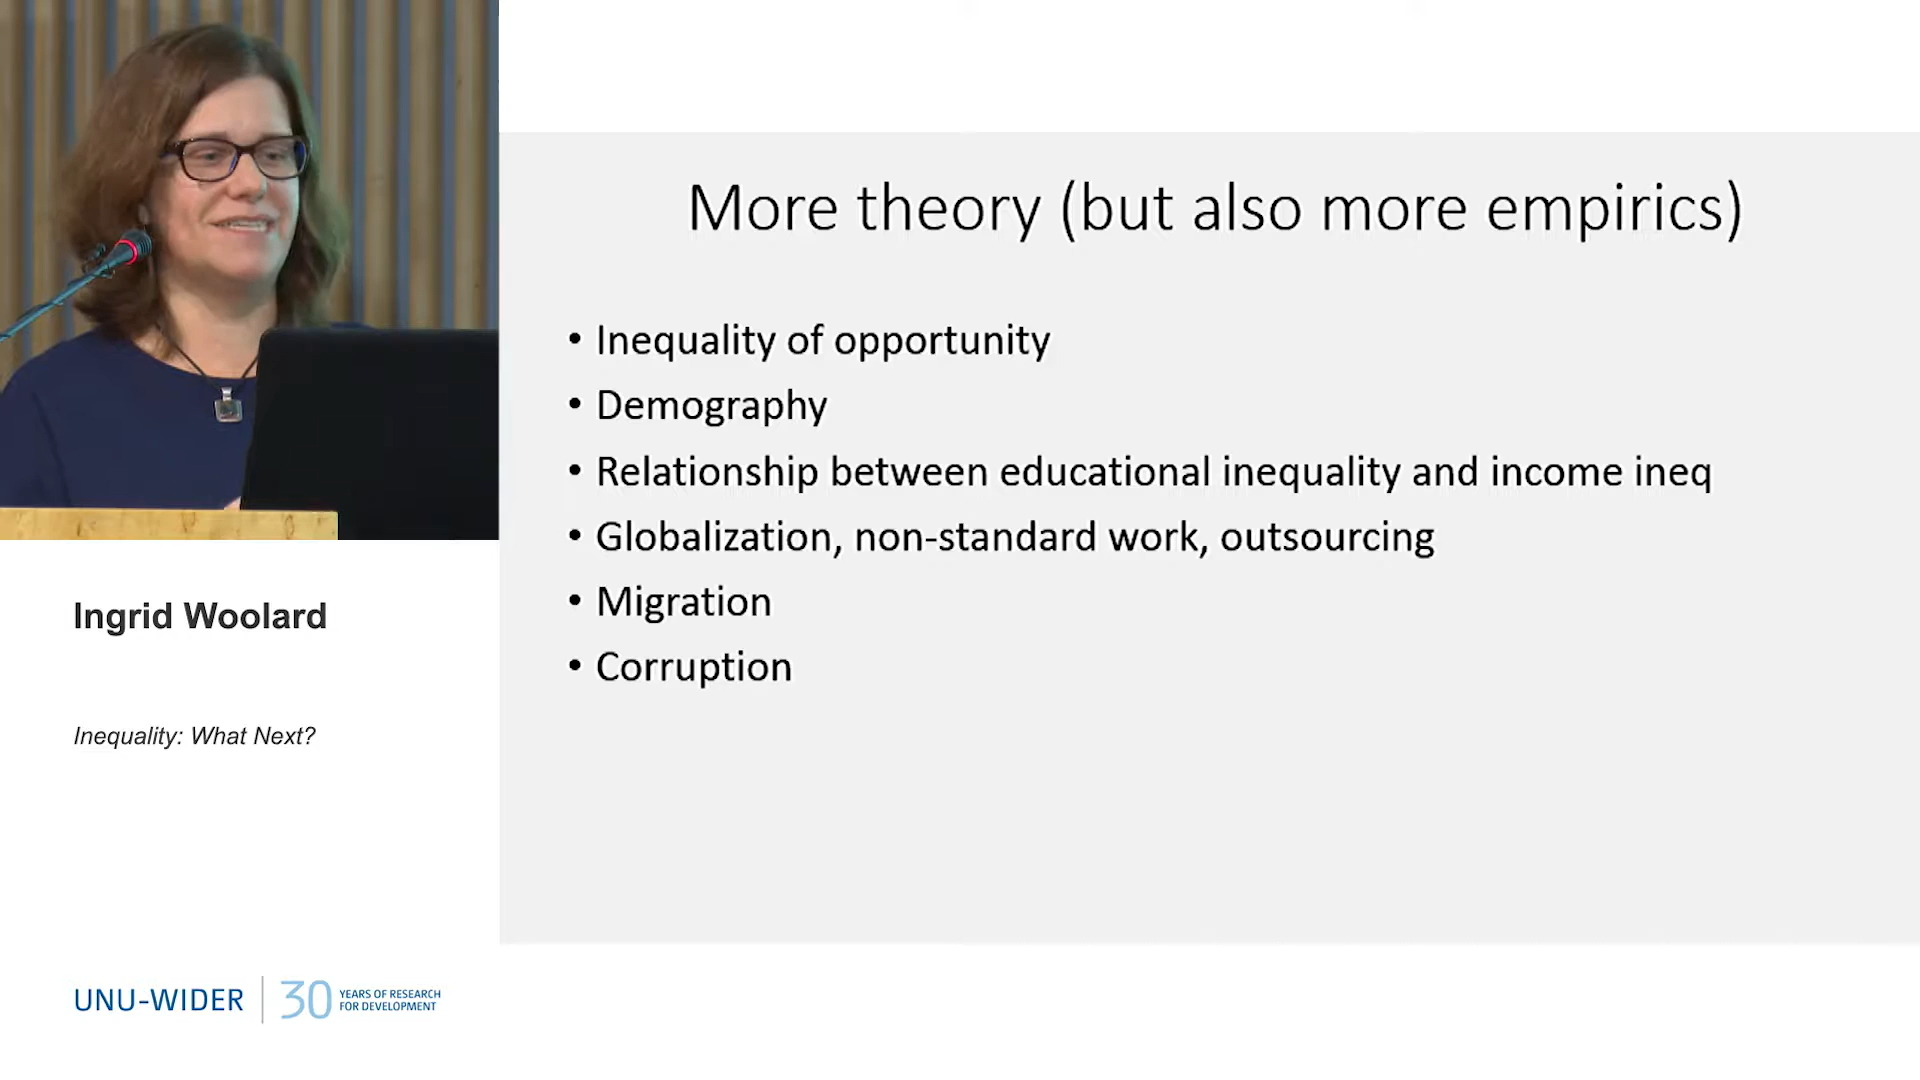 More theory (but also more empirics)
• Inequality of opportunity
• Demography
• Relationship between educational inequality and income ineq
• Globalization, non-standard work, outsourcing
• Migration
• Corruption
Ingrid Woolard
Inequality: What Next?
UNU-WIDER
30
YEARS OF RESEARCH
FOR DEVELOPMENT